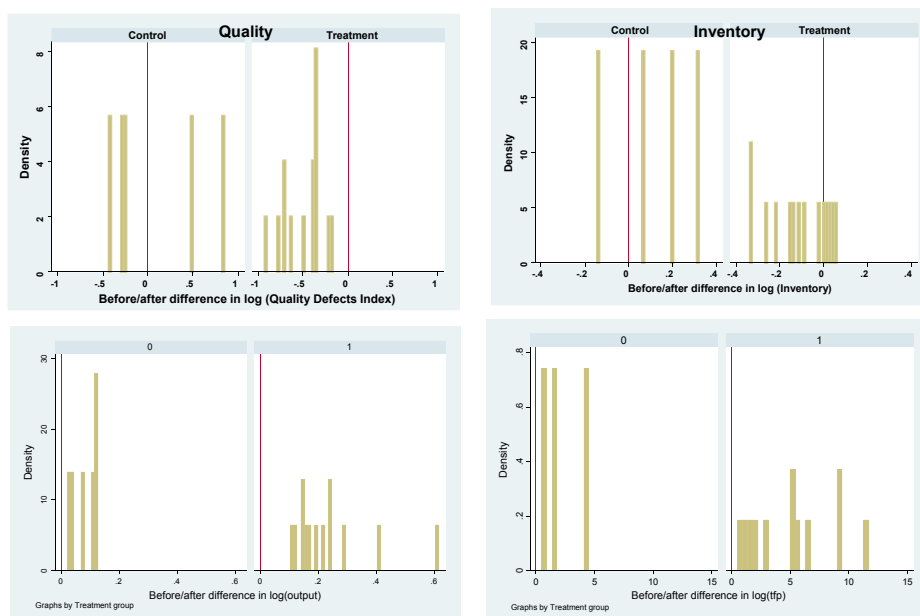 Quality
Control Treatment
Density
0 2 4 6 8
-1 -.5 0 .5 1 -1 -.5 0 .5 1
Before/after difference in log (Quality Defects Index)
Inventory
Control Treatment
Density
0 5 10 15 20
-.4 -.2 0 .2 .4 -.4 -.2 0 .2 .4
Before/after difference in log (Inventory)
0 1
Density
0 10 20 30
0 .2 .4 .6 0 .2 .4 .6
Before/after difference in log(output)
Graphs by Treatment group
0 1
Density
0 .2 .4 .6 .8
0 5 10 15 0 5 10 15
Before/after difference in log(tfp)
Graphs by Treatment group